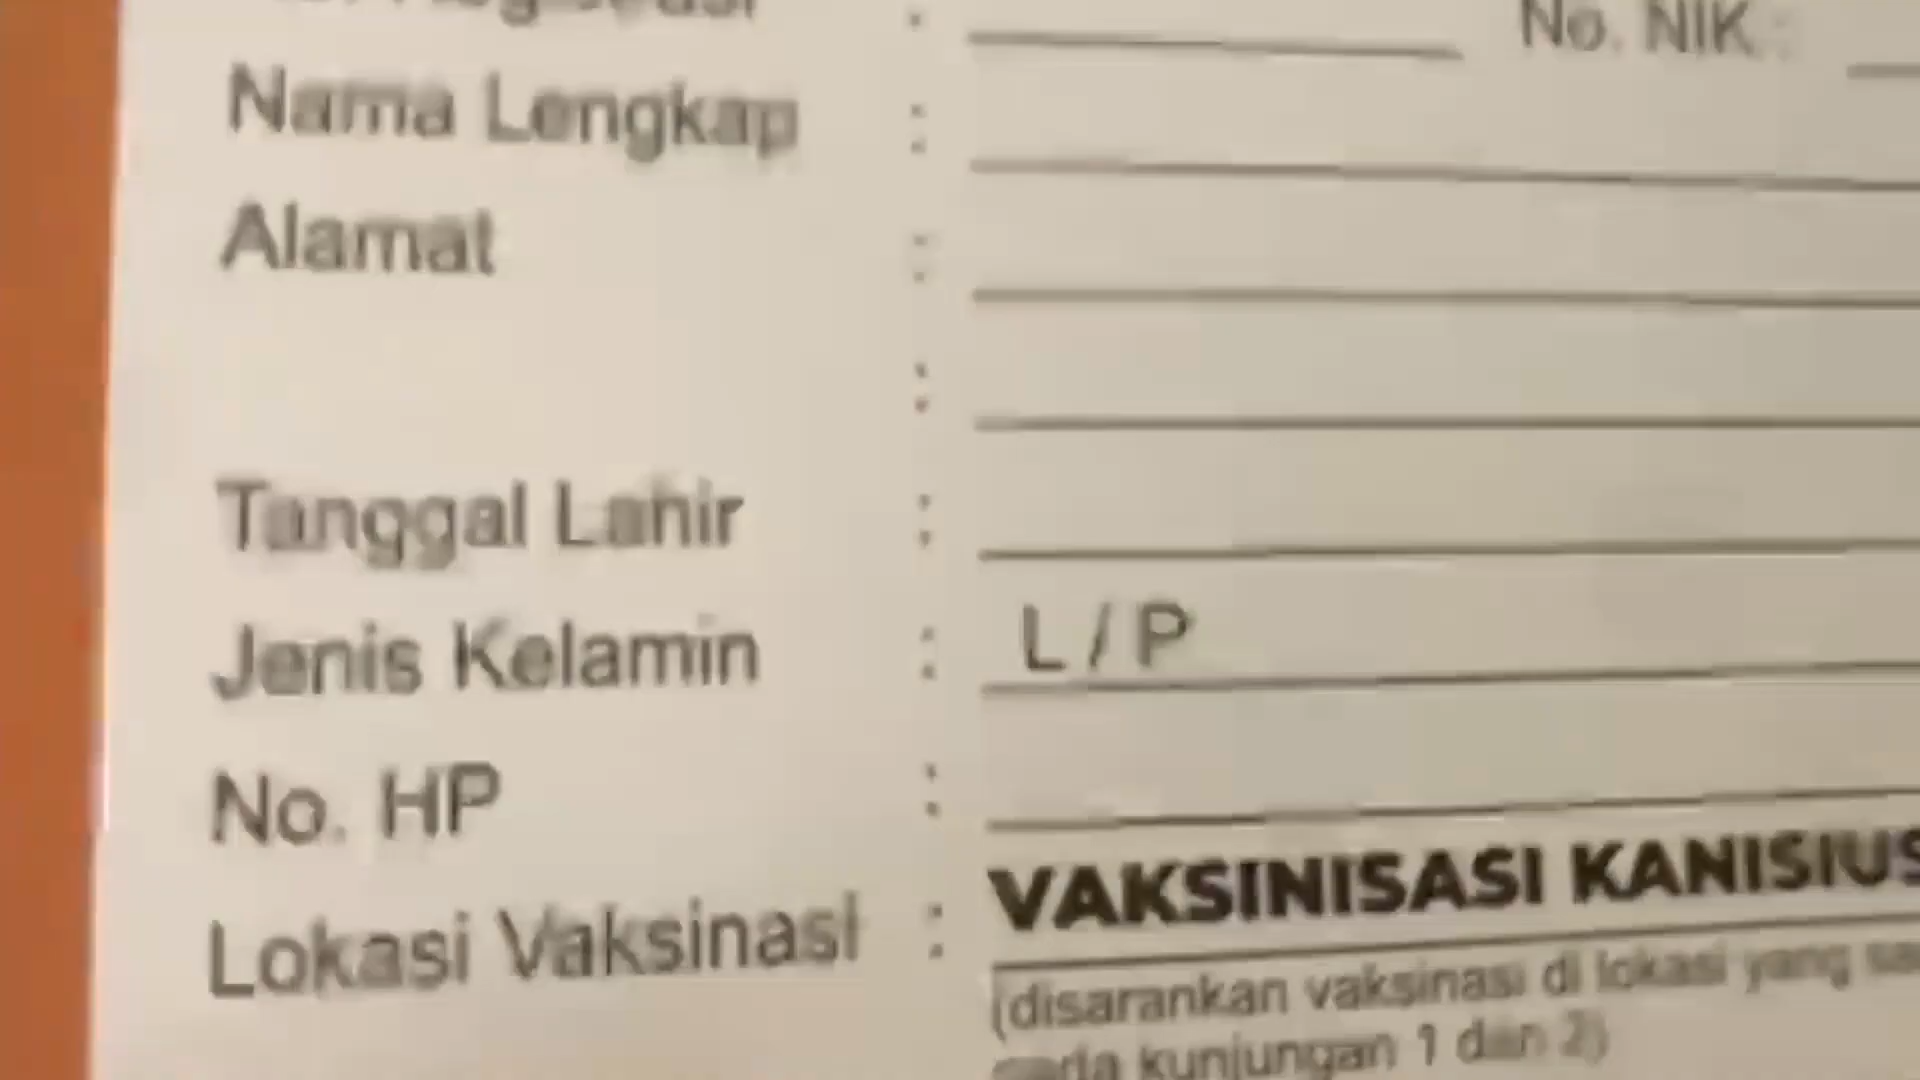 No. NIK :
Nama Lengkap :
Alamat :
:
Tanggal Lahir :
Jenis Kelamin : L / P
No. HP :
Lokasi Vaksinasi : VAKSINISASI KANISIUS
(disarankan vaksinasi di lokasi yang
kunjungan 1 dan 2)